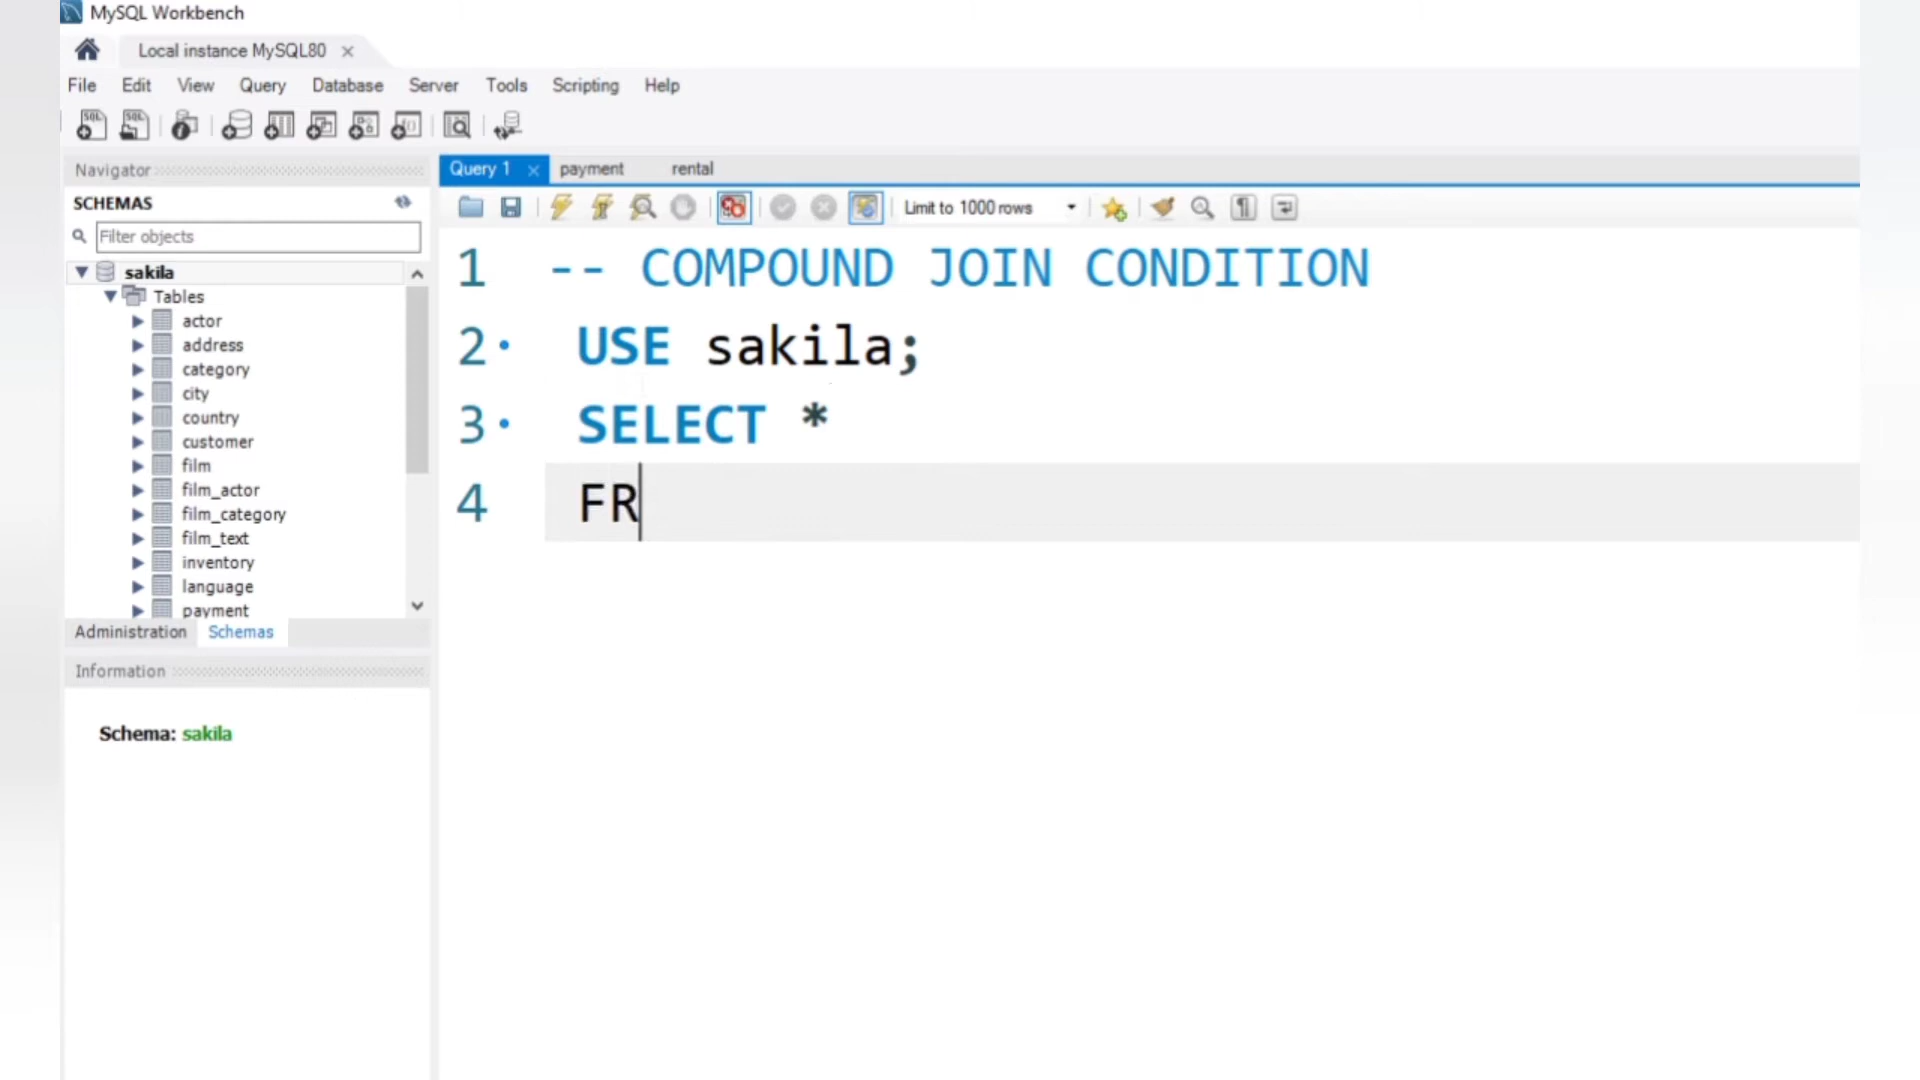 MySQL Workbench
Local instance MySQL80
File Edit View Query Database Server Tools Scripting Help
Navigator
SCHEMAS
Filter objects
sakila
Tables
actor
address
category
city
country
customer
film
film_actor
film_category
film_text
inventory
language
payment
Administration Schemas
Information
Schema: sakila
Query 1 payment rental
Limit to 1000 rows
1 -- COMPOUND JOIN CONDITION
2 USE sakila;
3 SELECT *
4 FR